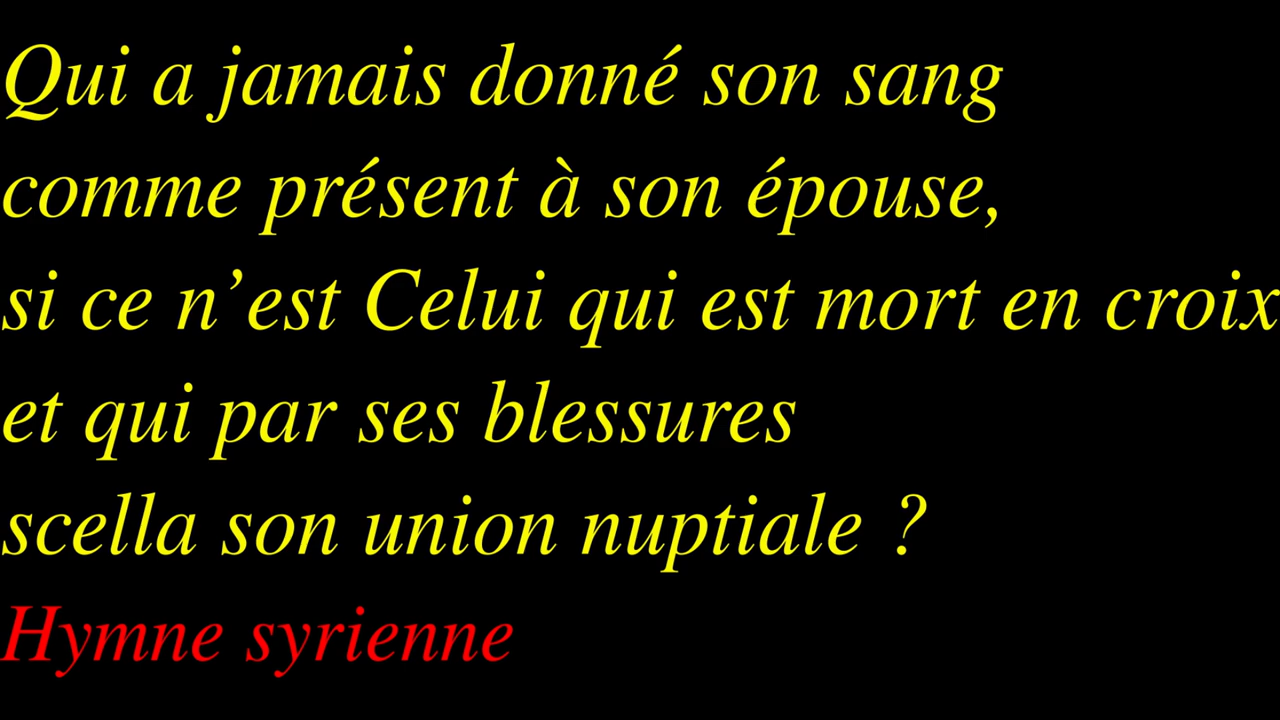 Qui a jamais donné son sang
comme présent à son épouse,
si ce n’est Celui qui est mort en croix
et qui par ses blessures
scella son union nuptiale ?
Hymne syrienne